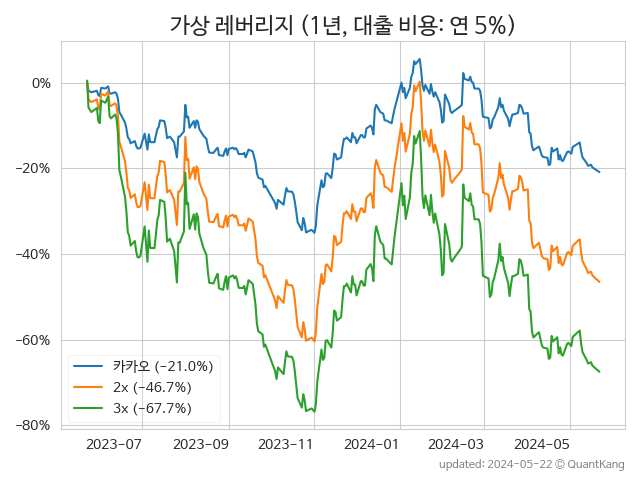 가상 레버리지 (1년, 대출 비용: 연 5%)
0%
−20%
−40%
−60%
−80%
카카오 (−21.0%)
2x (−46.7%)
3x (−67.7%)
2023-07 2023-09 2023-11 2024-01 2024-03 2024-05
updated: 2024-05-22 © QuantKang